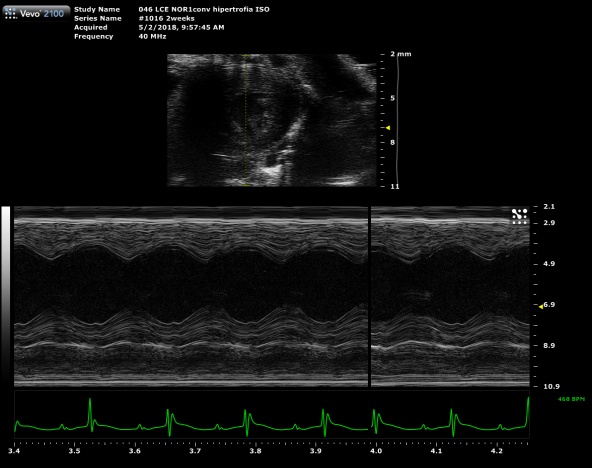 Vevo 2100
Study Name 046 LCE NOR1conv hipertrofia ISO
Series Name #1016 2weeks
Acquired 5/2/2018, 9:57:45 AM
Frequency 40 MHz
2 mm
5
8
11
2.1
2.9
4.9
6.9
8.9
10.9
460 BPM
3.4 3.5 3.6 3.7 3.8 3.9 4.0 4.1 4.2